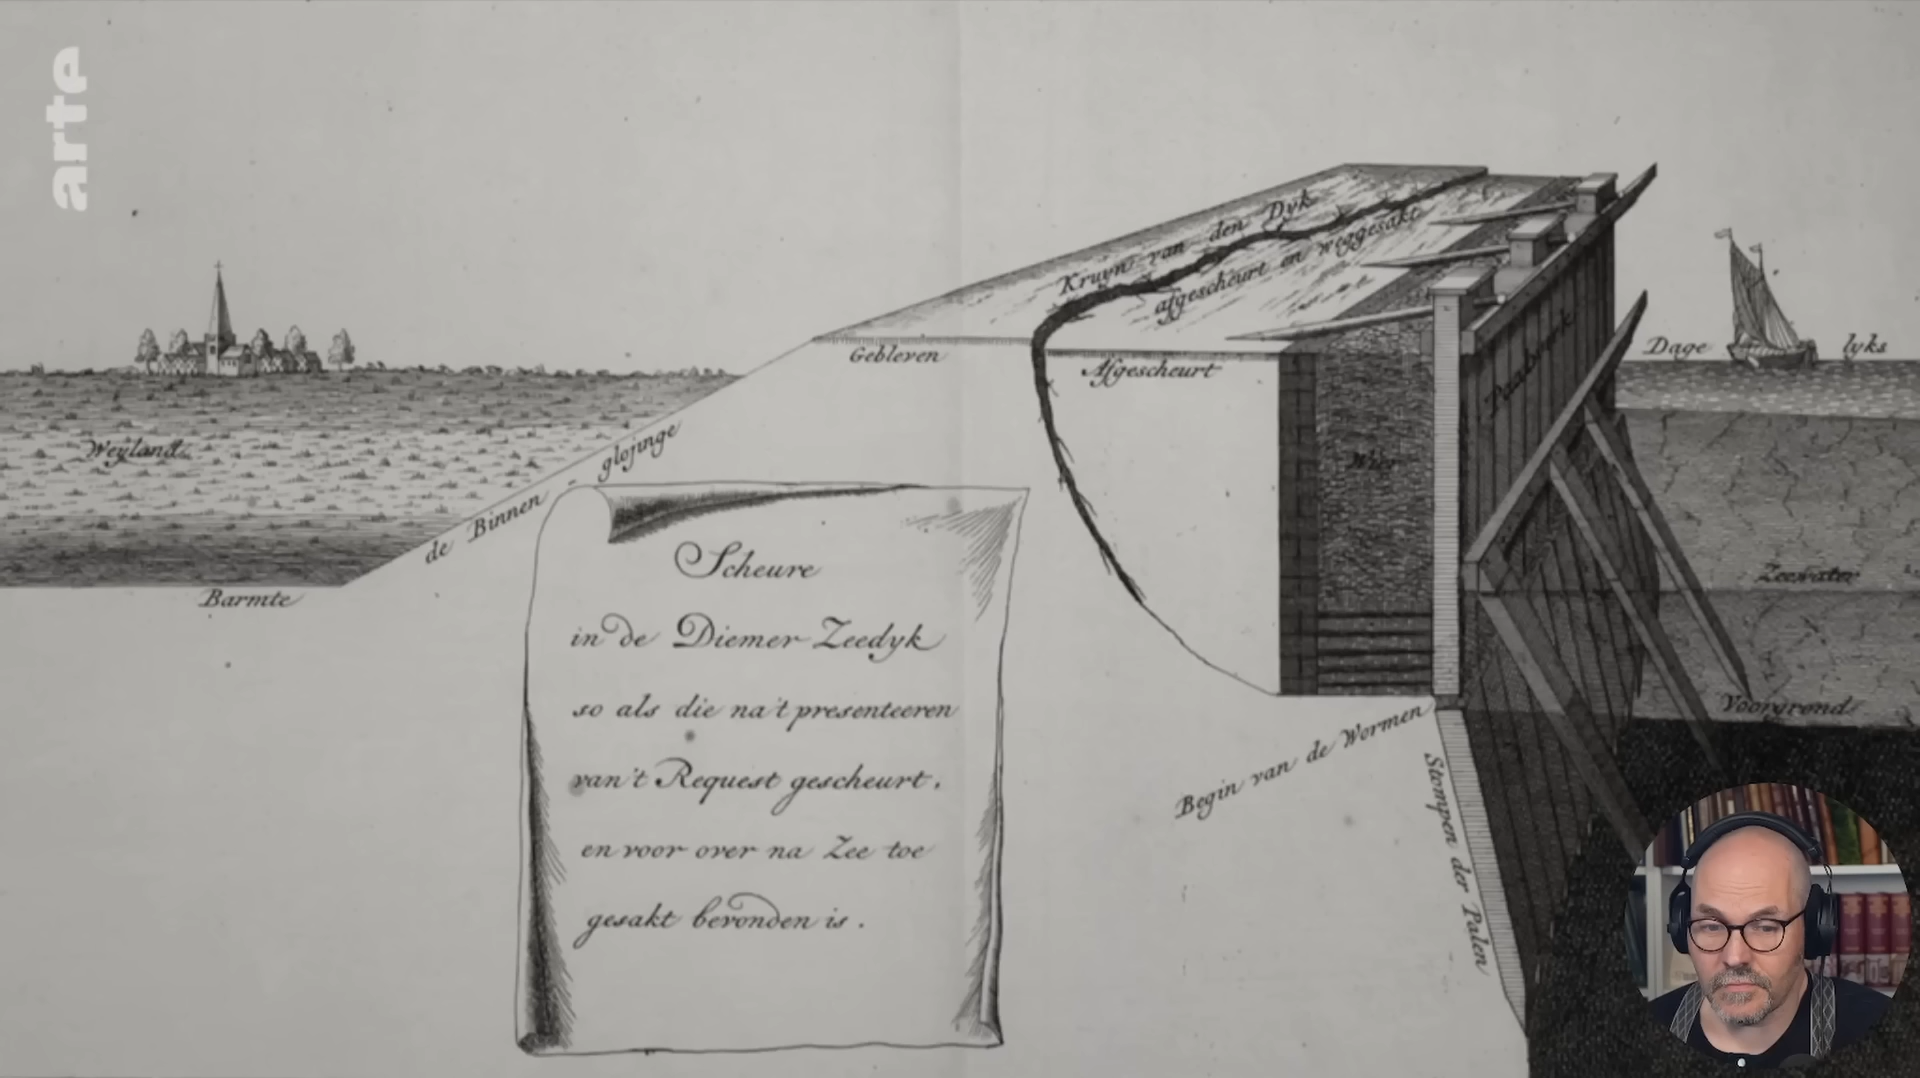 arte
Kruyn van den Dyk
afgescheurt en weggesakt
Gebleven
Afgescheurt
Dage lyks
Paalwerk
Weyland
de Binnen - glojinge
Wier
Barmte
Zeewater
Voorgrond
Scheure
in de Diemer Zeedyk
so als die na't presenteeren
van't Request gescheurt,
en voor over na Zee toe
gesakt bevonden is.
Begin van de Wormen
Stompen der Palen